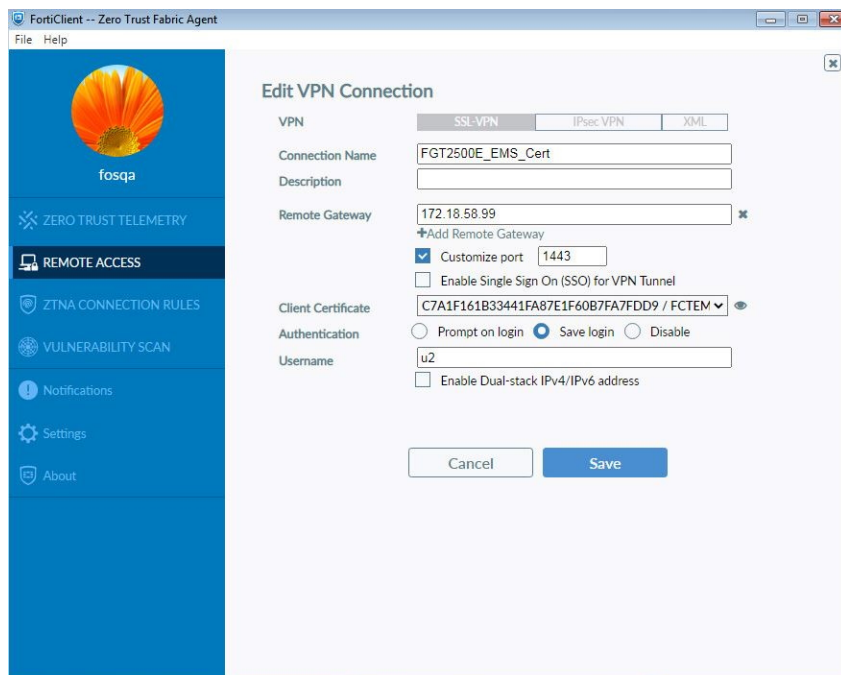 FortiClient -- Zero Trust Fabric Agent
File Help
fosqa
ZERO TRUST TELEMETRY
REMOTE ACCESS
ZTNA CONNECTION RULES
VULNERABILITY SCAN
Notifications
Settings
About
Edit VPN Connection
VPN SSL-VPN IPsec VPN XML
Connection Name FGT2500E_EMS_Cert
Description
Remote Gateway 172.18.58.99
+Add Remote Gateway
Customize port 1443
Enable Single Sign On (SSO) for VPN Tunnel
Client Certificate C7A1F161B33441FA87E1F60B7FA7FDD9 / FCTEM
Authentication Prompt on login Save login Disable
Username u2
Enable Dual-stack IPv4/IPv6 address
Cancel Save